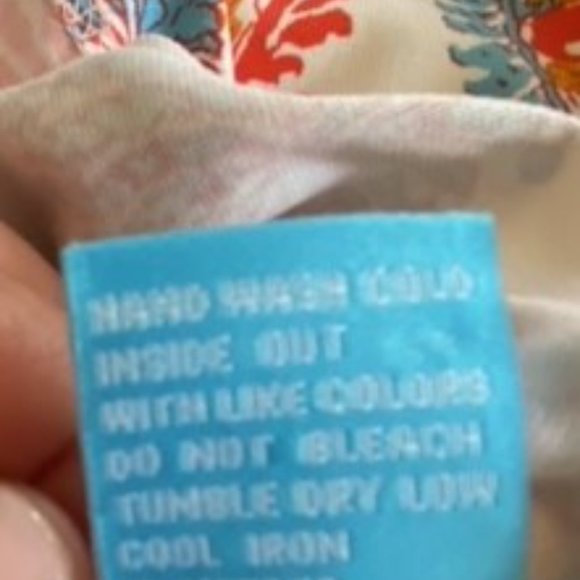 HAND WASH COLD
INSIDE OUT
WITH LIKE COLORS
DO NOT BLEACH
TUMBLE DRY LOW
COOL IRON